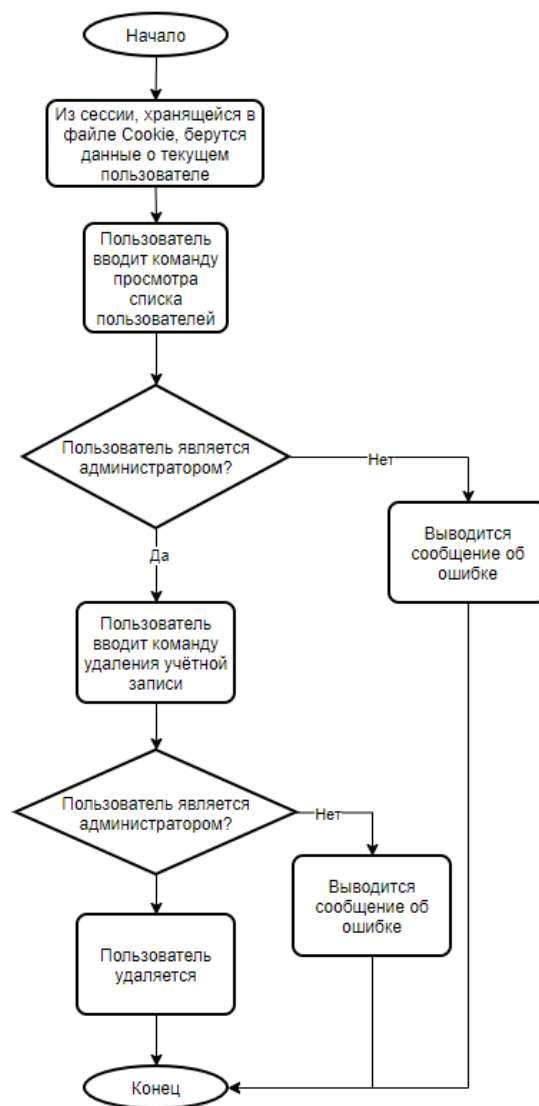 Начало
Из сессии, хранящейся в
файле Cookie, берутся
данные о текущем
пользователе
Пользователь
вводит команду
просмотра
списка
пользователей
Пользователь является
администратором?
Нет
Выводится
сообщение об
ошибке
Да
Пользователь
вводит команду
удаления учётной
записи
Пользователь является
администратором?
Нет
Выводится
сообщение об
ошибке
Пользователь
удаляется
Конец